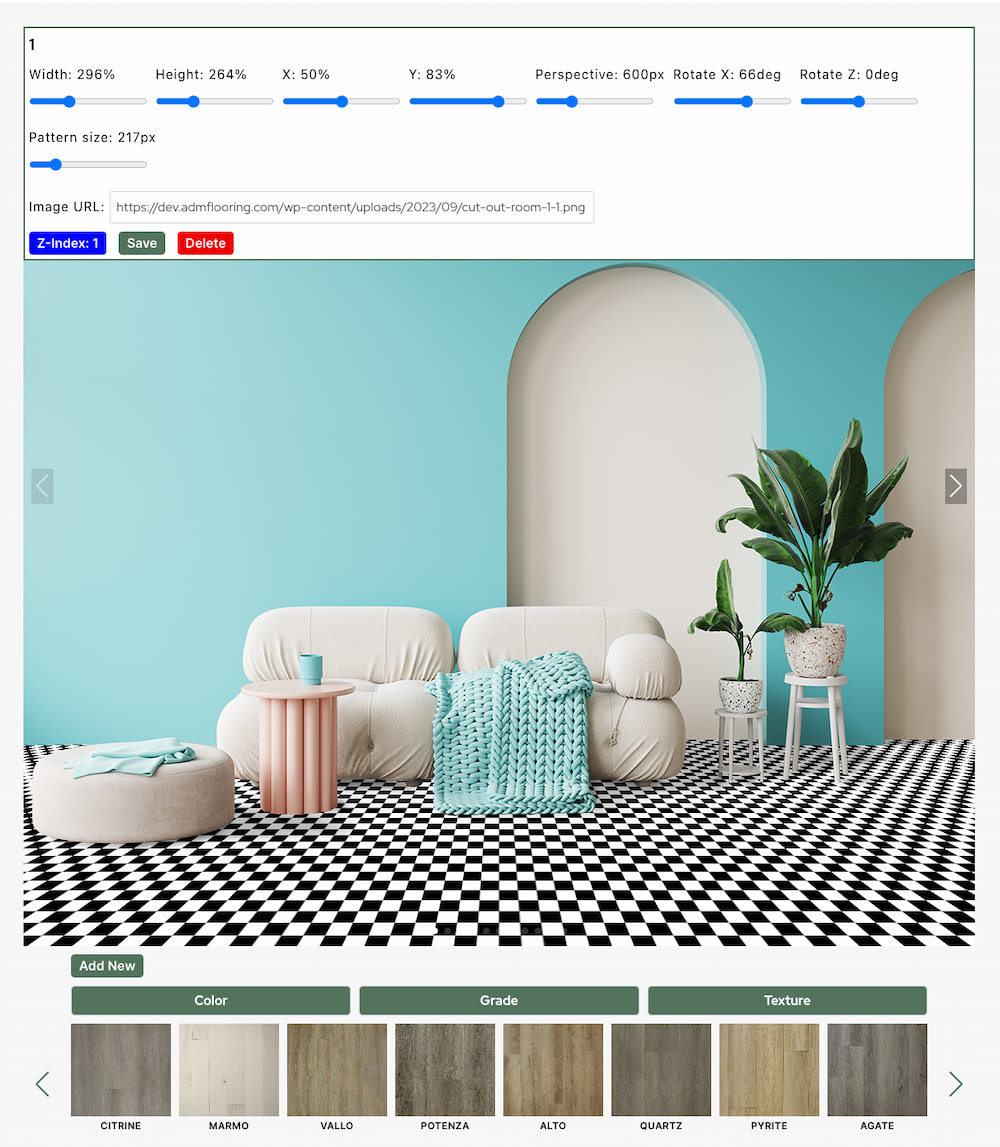 1
Width: 296% Height: 264% X: 50% Y: 83% Perspective: 600px Rotate X: 66deg Rotate Z: 0deg
Pattern size: 217px
Image URL: https://dev.admflooring.com/wp-content/uploads/2023/09/cut-out-room-1-1.png
Z-Index: 1 Save Delete
Add New
Color Grade Texture
CITRINE MARMO VALLO POTENZA ALTO QUARTZ PYRITE AGATE